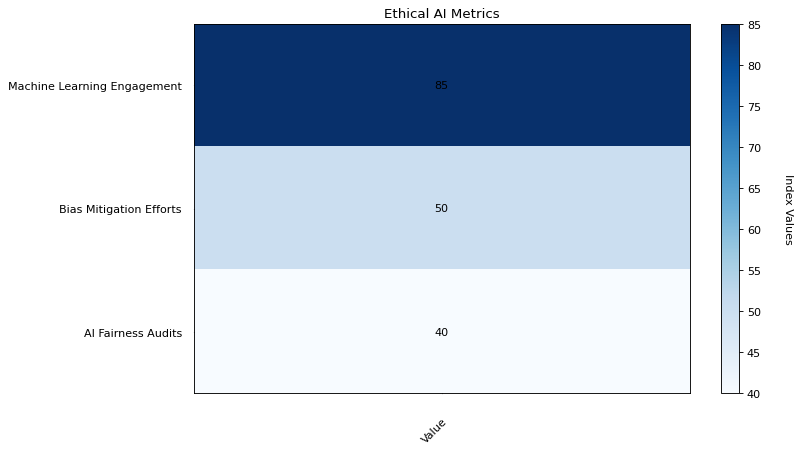 Ethical AI Metrics
Machine Learning Engagement
85
Bias Mitigation Efforts
50
AI Fairness Audits
40
Value
85
80
75
70
65
60
55
50
45
40
Index Values